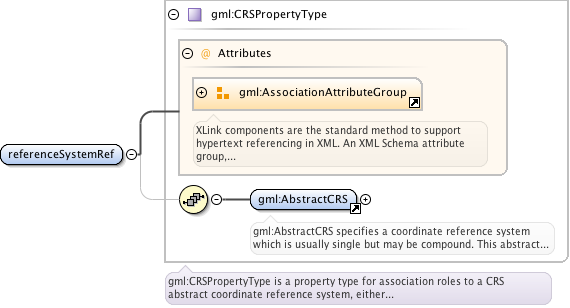 gml:CRSPropertyType
@ Attributes
gml:AssociationAttributeGroup
XLink components are the standard method to support
hypertext referencing in XML. An XML Schema attribute
group,...
referenceSystemRef
gml:AbstractCRS
gml:AbstractCRS specifies a coordinate reference system
which is usually single but may be compound. This abstract...
gml:CRSPropertyType is a property type for association roles to a CRS
abstract coordinate reference system, either...